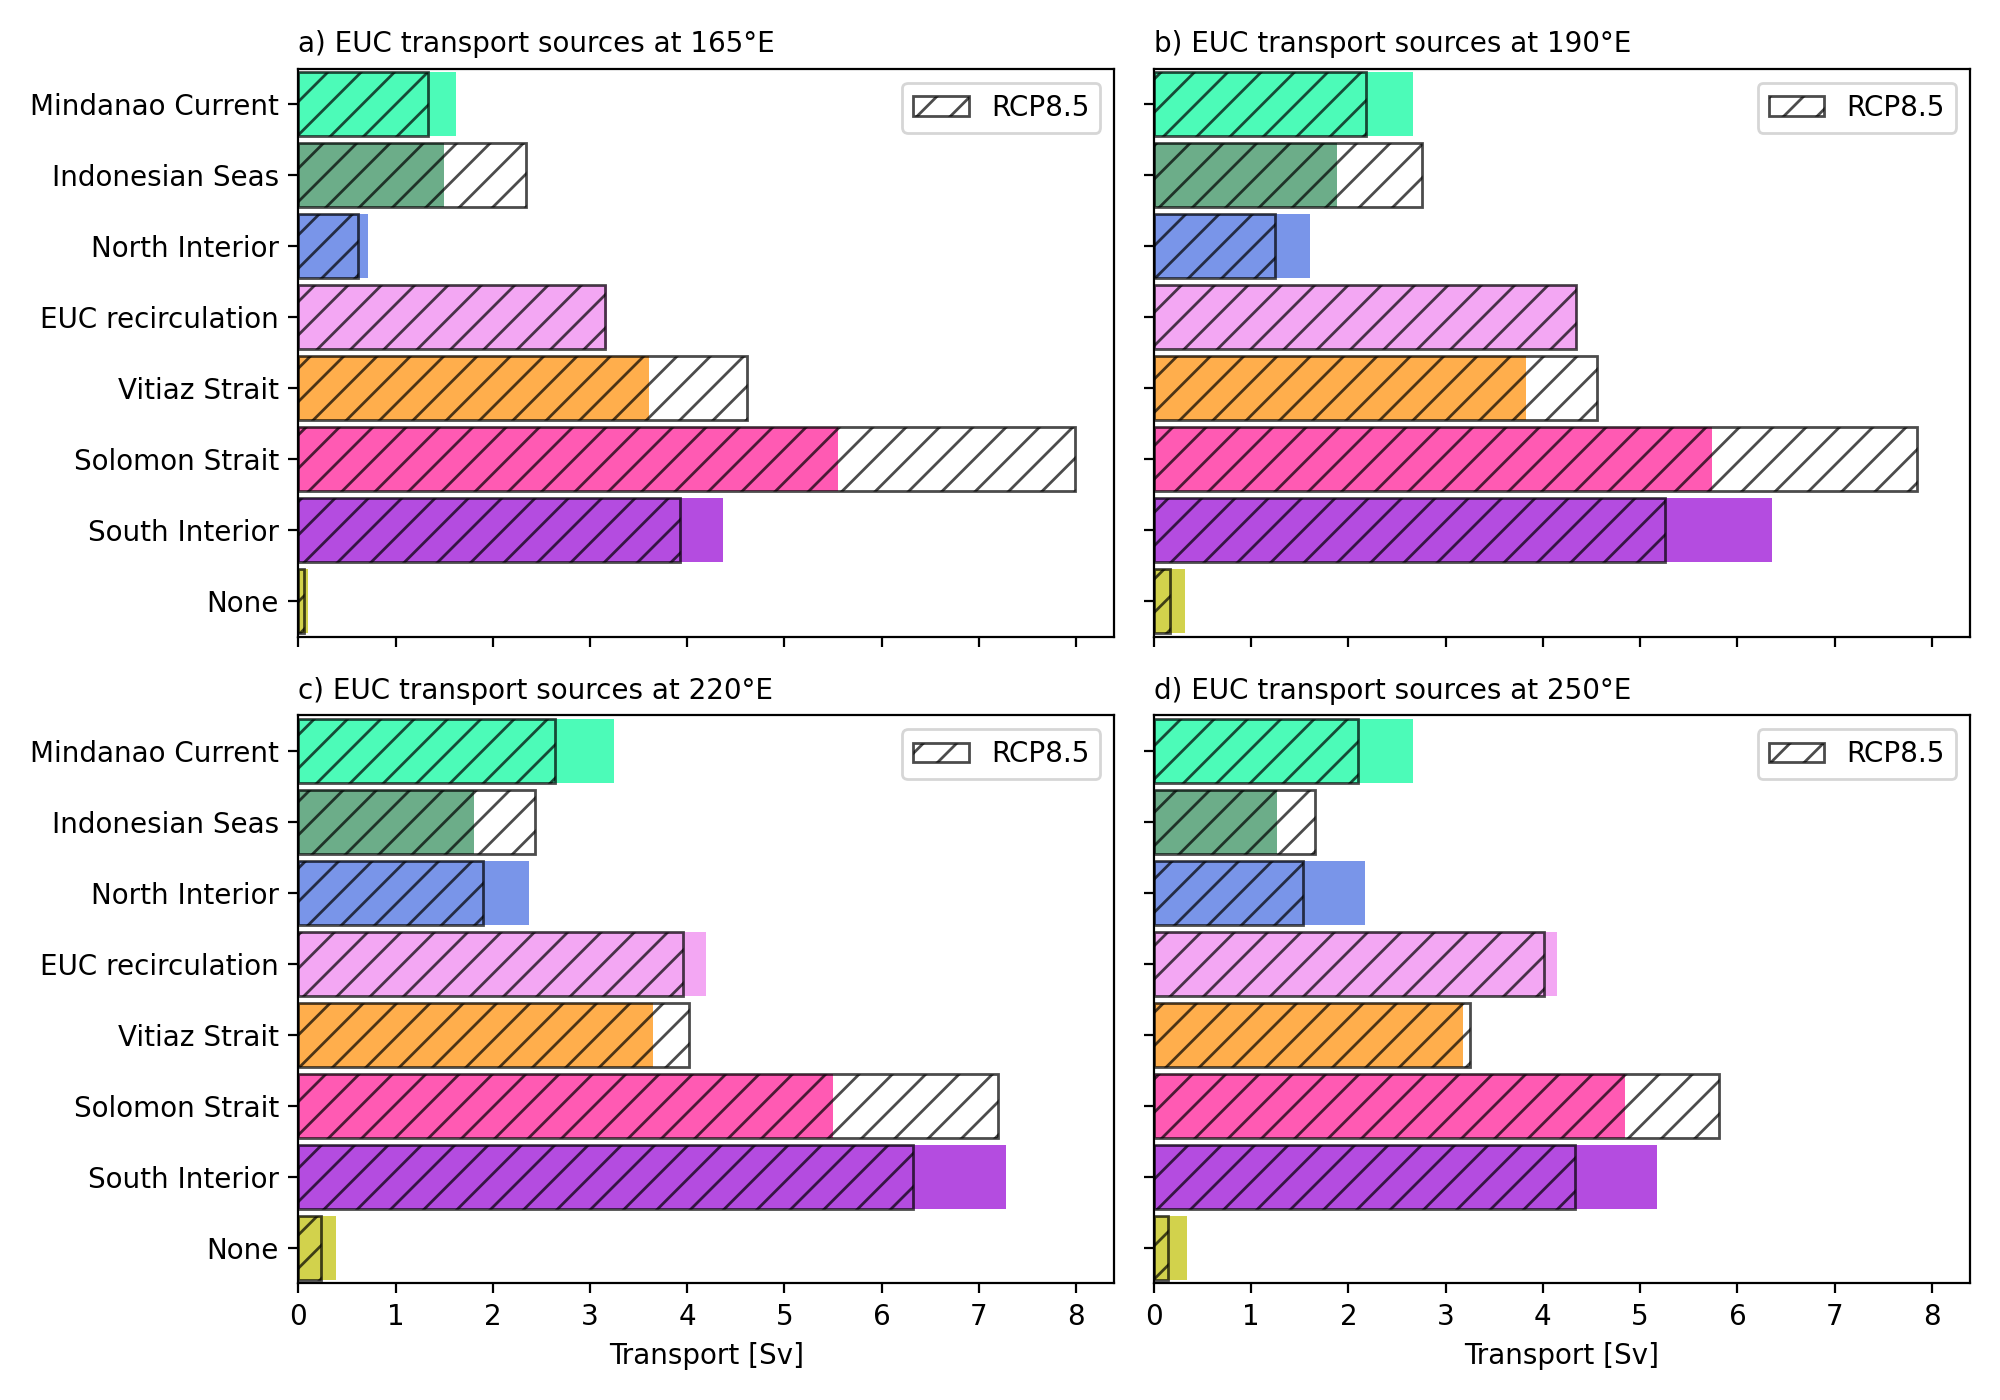 a) EUC transport sources at 165°E
Mindanao Current
Indonesian Seas
North Interior
EUC recirculation
Vitiaz Strait
Solomon Strait
South Interior
None
RCP8.5
b) EUC transport sources at 190°E
RCP8.5
c) EUC transport sources at 220°E
Mindanao Current
Indonesian Seas
North Interior
EUC recirculation
Vitiaz Strait
Solomon Strait
South Interior
None
RCP8.5
0 1 2 3 4 5 6 7 8
Transport [Sv]
d) EUC transport sources at 250°E
RCP8.5
0 1 2 3 4 5 6 7 8
Transport [Sv]